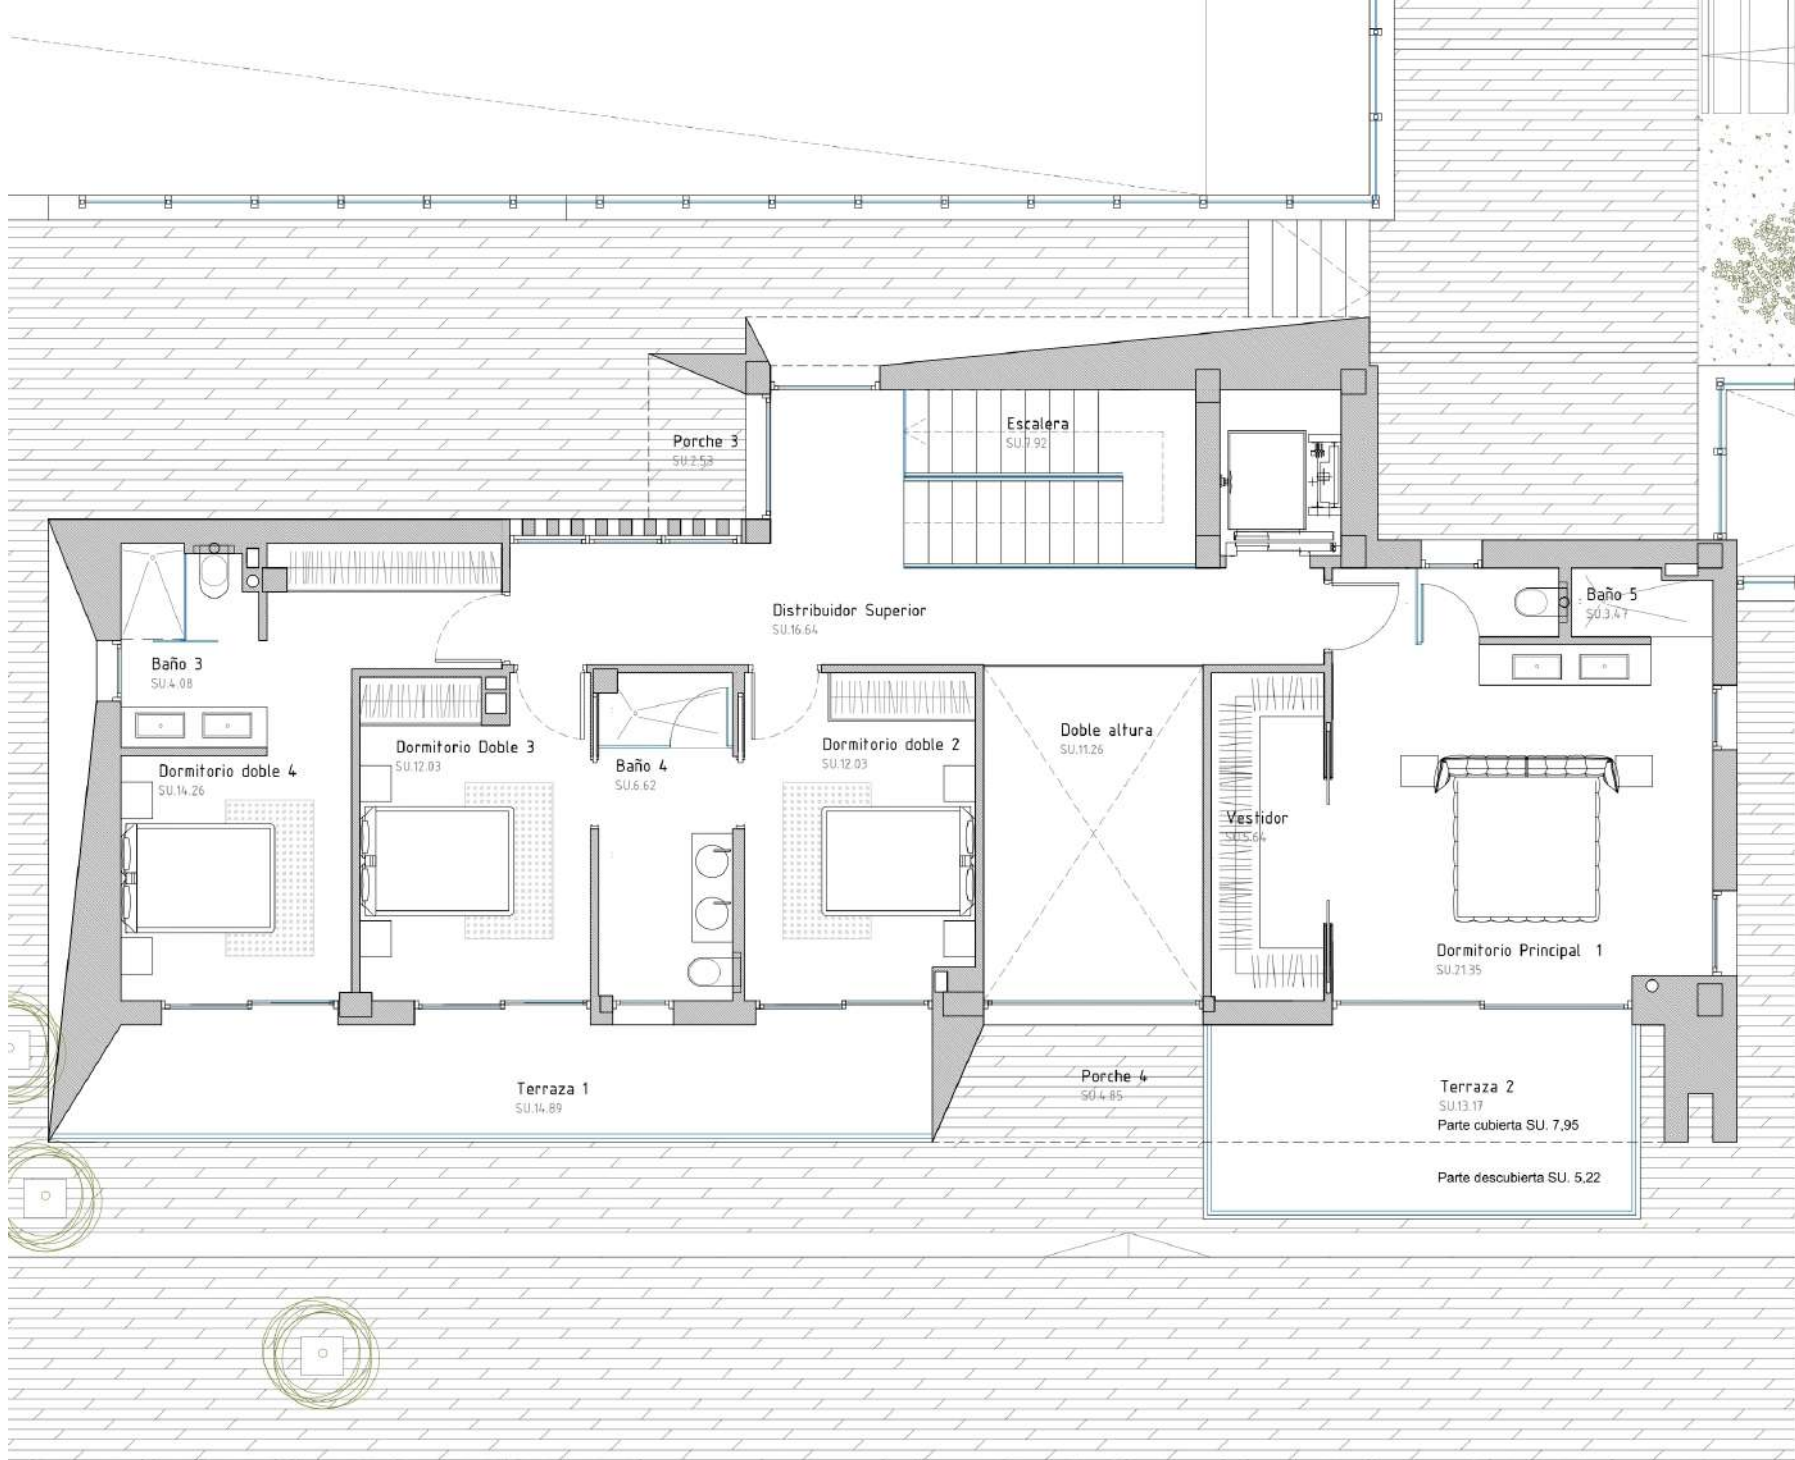 Escalera
SU.7.92
Porche 3
SU.2.53
Distribuidor Superior
SU.16.64
Baño 5
SU.3.47
Baño 3
SU.4.08
Dormitorio doble 4
SU.14.26
Dormitorio Doble 3
SU.12.03
Baño 4
SU.6.62
Dormitorio doble 2
SU.12.03
Doble altura
SU.11.26
Vestidor
SU.5.64
Dormitorio Principal 1
SU.21.35
Terraza 1
SU.14.89
Porche 4
SU.4.85
Terraza 2
SU.13.17
Parte cubierta SU. 7,95
Parte descubierta SU. 5,22